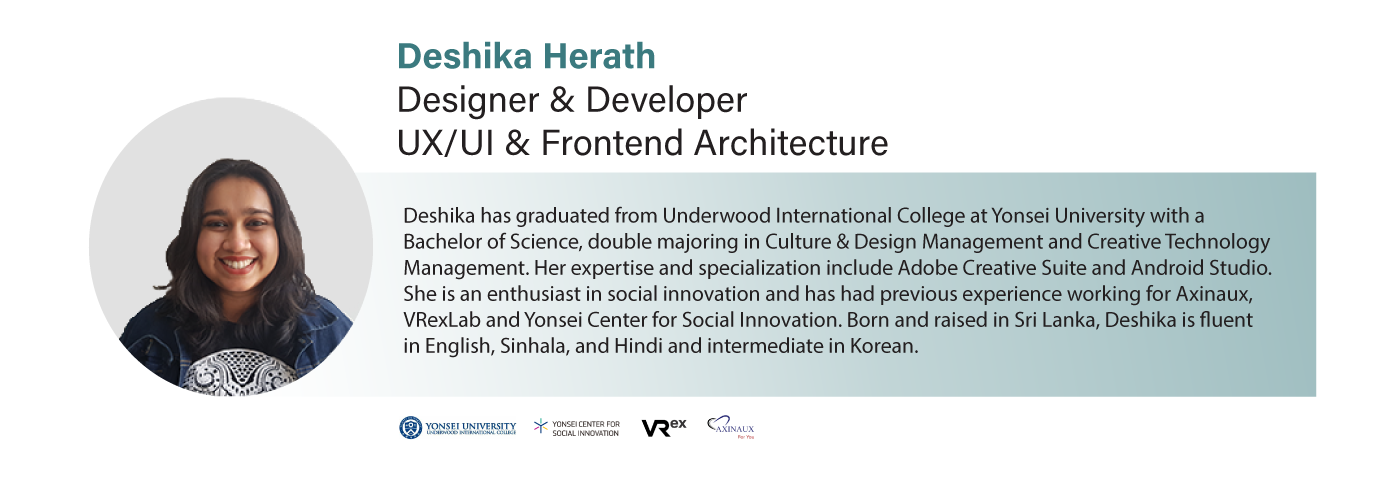 Deshika Herath
Designer & Developer
UX/UI & Frontend Architecture
Deshika has graduated from Underwood International College at Yonsei University with a
Bachelor of Science, double majoring in Culture & Design Management and Creative Technology
Management. Her expertise and specialization include Adobe Creative Suite and Android Studio.
She is an enthusiast in social innovation and has had previous experience working for Axinaux,
VRexLab and Yonsei Center for Social Innovation. Born and raised in Sri Lanka, Deshika is fluent
in English, Sinhala, and Hindi and intermediate in Korean.
YONSEI UNIVERSITY
UNDERWOOD INTERNATIONAL COLLEGE
YONSEI CENTER FOR
SOCIAL INNOVATION
VRex
AXINAUX
For You